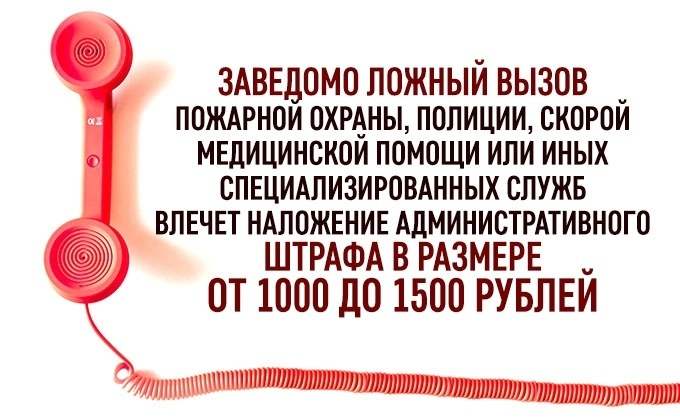 ЗАВЕДОМО ЛОЖНЫЙ ВЫЗОВ
ПОЖАРНОЙ ОХРАНЫ, ПОЛИЦИИ, СКОРОЙ
МЕДИЦИНСКОЙ ПОМОЩИ ИЛИ ИНЫХ
СПЕЦИАЛИЗИРОВАННЫХ СЛУЖБ
ВЛЕЧЕТ НАЛОЖЕНИЕ АДМИНИСТРАТИВНОГО
ШТРАФА В РАЗМЕРЕ
ОТ 1000 ДО 1500 РУБЛЕЙ